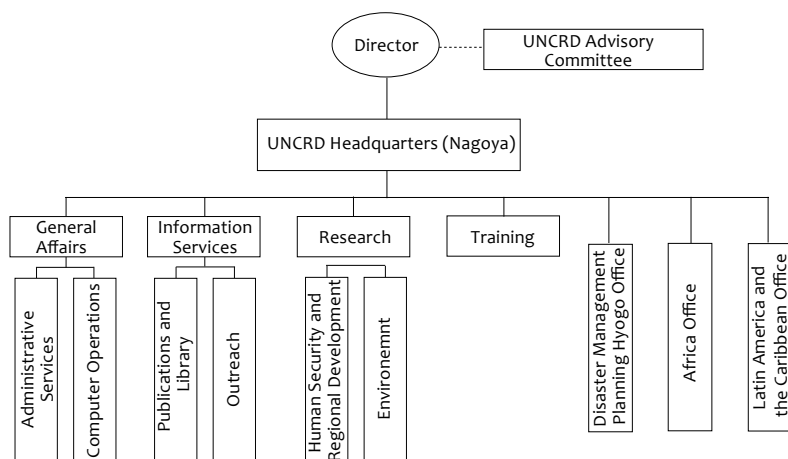 Director
UNCRD Advisory
Committee
UNCRD Headquarters (Nagoya)
General
Affairs
Information
Services
Research
Training
Administrative
Services
Computer Operations
Publications and
Library
Outreach
Human Security and
Regional Development
Environemnt
Disaster Management
Planning Hyogo Office
Africa Office
Latin America and
the Caribbean Office